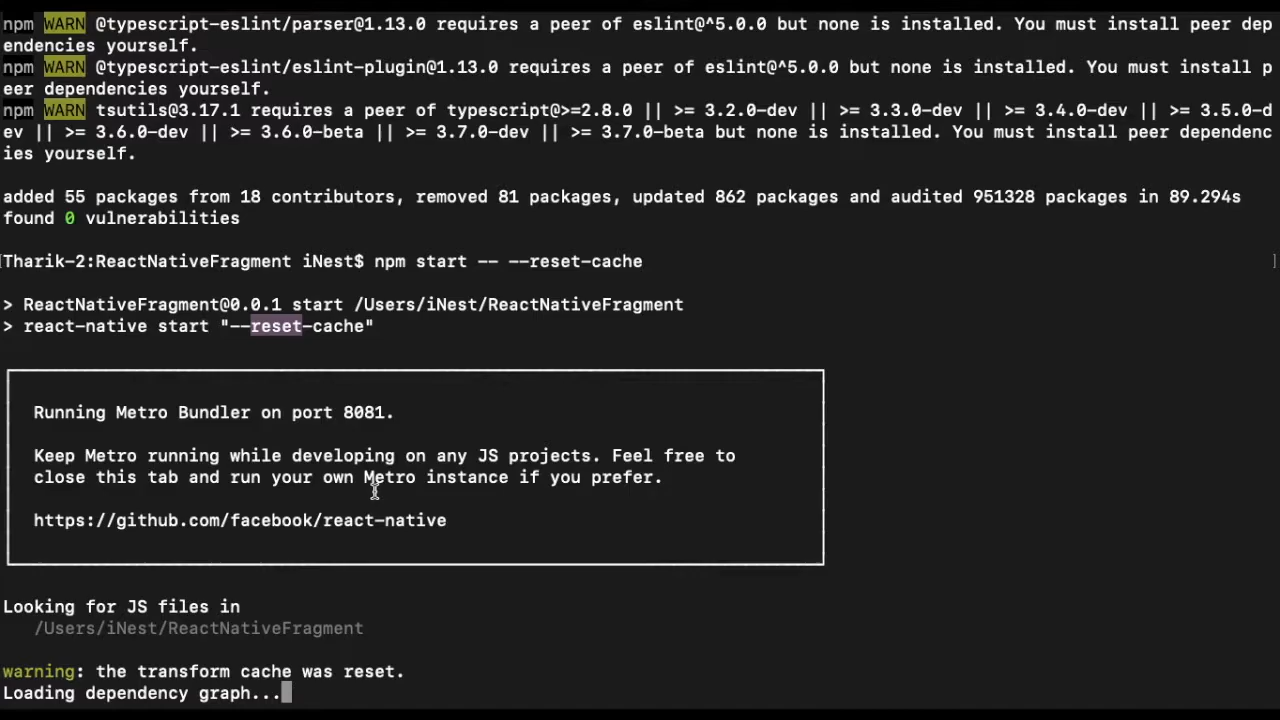 npm WARN @typescript-eslint/parser@1.13.0 requires a peer of eslint@^5.0.0 but none is installed. You must install peer dep
endencies yourself.
npm WARN @typescript-eslint/eslint-plugin@1.13.0 requires a peer of eslint@^5.0.0 but none is installed. You must install p
eer dependencies yourself.
npm WARN tsutils@3.17.1 requires a peer of typescript@>=2.8.0 || >= 3.2.0-dev || >= 3.3.0-dev || >= 3.4.0-dev || >= 3.5.0-d
ev || >= 3.6.0-dev || >= 3.6.0-beta || >= 3.7.0-dev || >= 3.7.0-beta but none is installed. You must install peer dependenc
ies yourself.
added 55 packages from 18 contributors, removed 81 packages, updated 862 packages and audited 951328 packages in 89.294s
found 0 vulnerabilities
[Tharik-2:ReactNativeFragment iNest$ npm start -- --reset-cache ]
> ReactNativeFragment@0.0.1 start /Users/iNest/ReactNativeFragment
> react-native start "--reset-cache"
Running Metro Bundler on port 8081.
Keep Metro running while developing on any JS projects. Feel free to
close this tab and run your own Metro instance if you prefer.
https://github.com/facebook/react-native
Looking for JS files in
/Users/iNest/ReactNativeFragment
warning: the transform cache was reset.
Loading dependency graph...